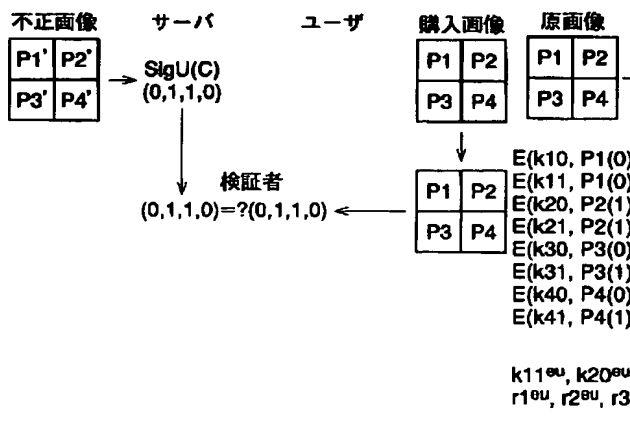 不正画像 サーバ ユーザ 購入画像 原画像
P1' P2'
P3' P4'
SigU(C)
(0,1,1,0)
P1 P2
P3 P4
P1 P2
P3 P4
検証者
(0,1,1,0)=?(0,1,1,0)
P1 P2
P3 P4
E(k10, P1(0)
E(k11, P1(0)
E(k20, P2(1)
E(k21, P2(1)
E(k30, P3(0)
E(k31, P3(1)
E(k40, P4(0)
E(k41, P4(1)
k11eu, k20eu
r1eu, r2eu, r3